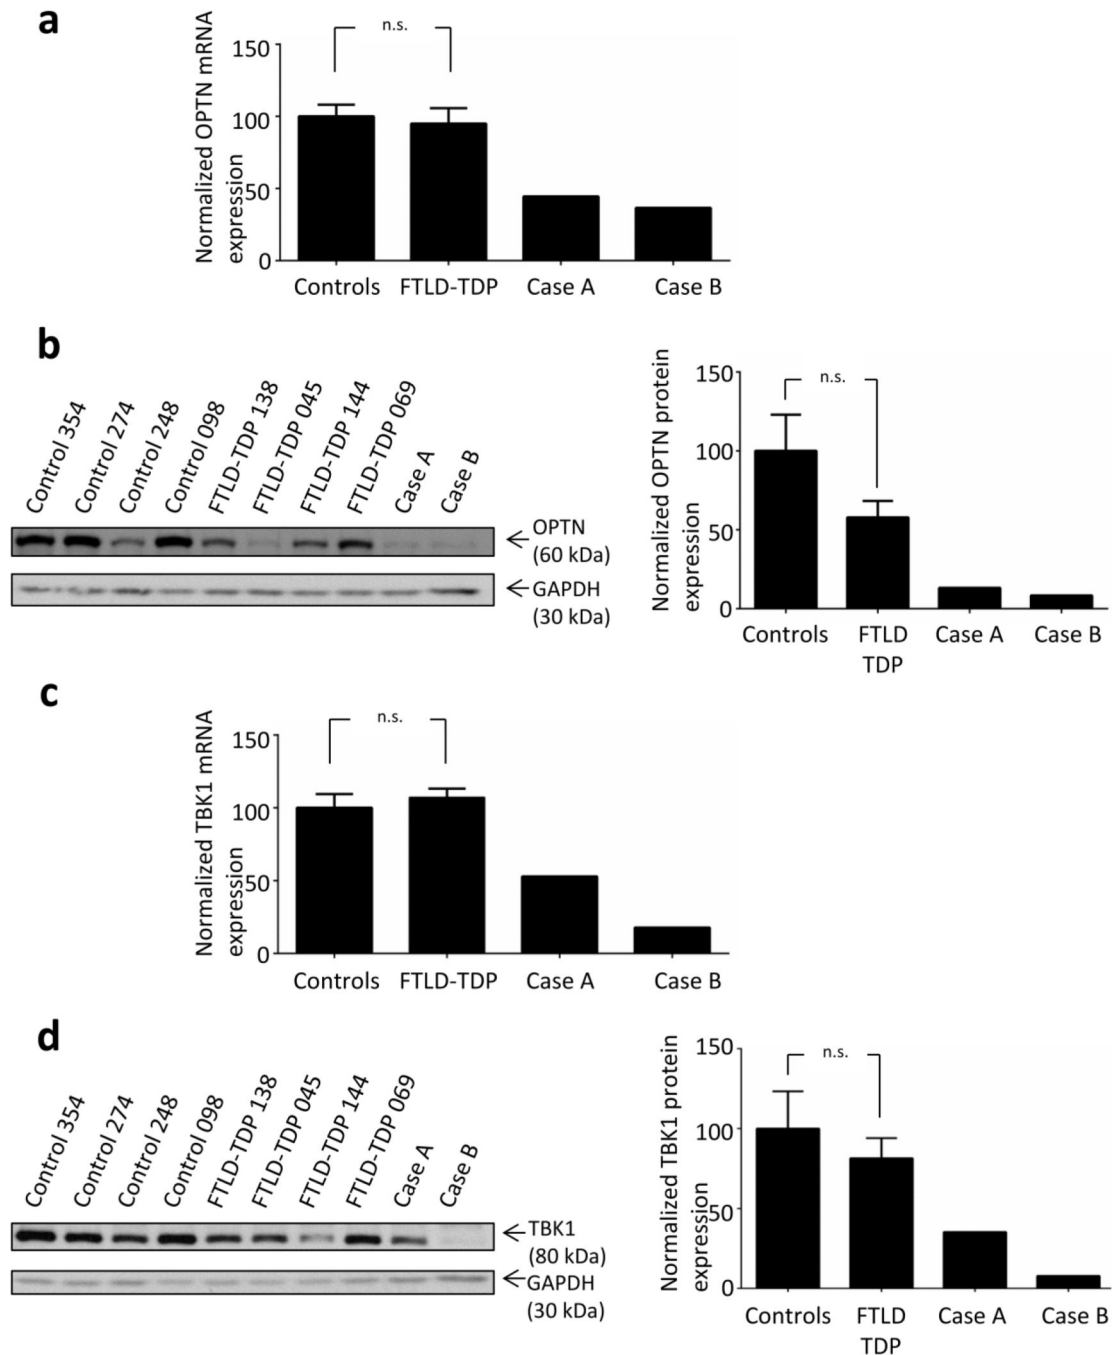 a
Normalized OPTN mRNA
expression
150
100
50
0
n.s.
Controls
FTLD-TDP
Case A
Case B
b
Control 354
Control 274
Control 248
Control 098
FTLD-TDP 138
FTLD-TDP 045
FTLD-TDP 144
FTLD-TDP 069
Case A
Case B
OPTN
(60 kDa)
GAPDH
(30 kDa)
Normalized OPTN protein
expression
150
100
50
0
n.s.
Controls
FTLD
TDP
Case A
Case B
c
Normalized TBK1 mRNA
expression
150
100
50
0
n.s.
Controls
FTLD-TDP
Case A
Case B
d
Control 354
Control 274
Control 248
Control 098
FTLD-TDP 138
FTLD-TDP 045
FTLD-TDP 144
FTLD-TDP 069
Case A
Case B
TBK1
(80 kDa)
GAPDH
(30 kDa)
Normalized TBK1 protein
expression
150
100
50
0
n.s.
Controls
FTLD
TDP
Case A
Case B